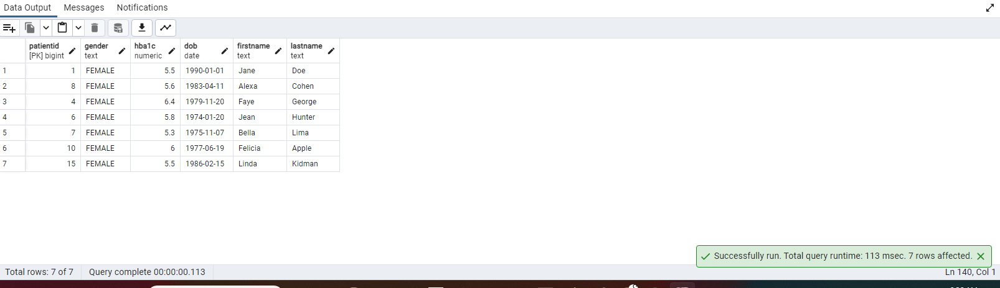 Data Output Messages Notifications
patientid gender hba1c dob firstname lastname
[PK] bigint text numeric date text text
1 1 FEMALE 5.5 1990-01-01 Jane Doe
2 8 FEMALE 5.6 1983-04-11 Alexa Cohen
3 4 FEMALE 6.4 1979-11-20 Faye George
4 6 FEMALE 5.8 1974-01-20 Jean Hunter
5 7 FEMALE 5.3 1975-11-07 Bella Lima
6 10 FEMALE 6 1977-06-19 Felicia Apple
7 15 FEMALE 5.5 1986-02-15 Linda Kidman
Successfully run. Total query runtime: 113 msec. 7 rows affected.
Total rows: 7 of 7 Query complete 00:00:00.113 Ln 140, Col 1